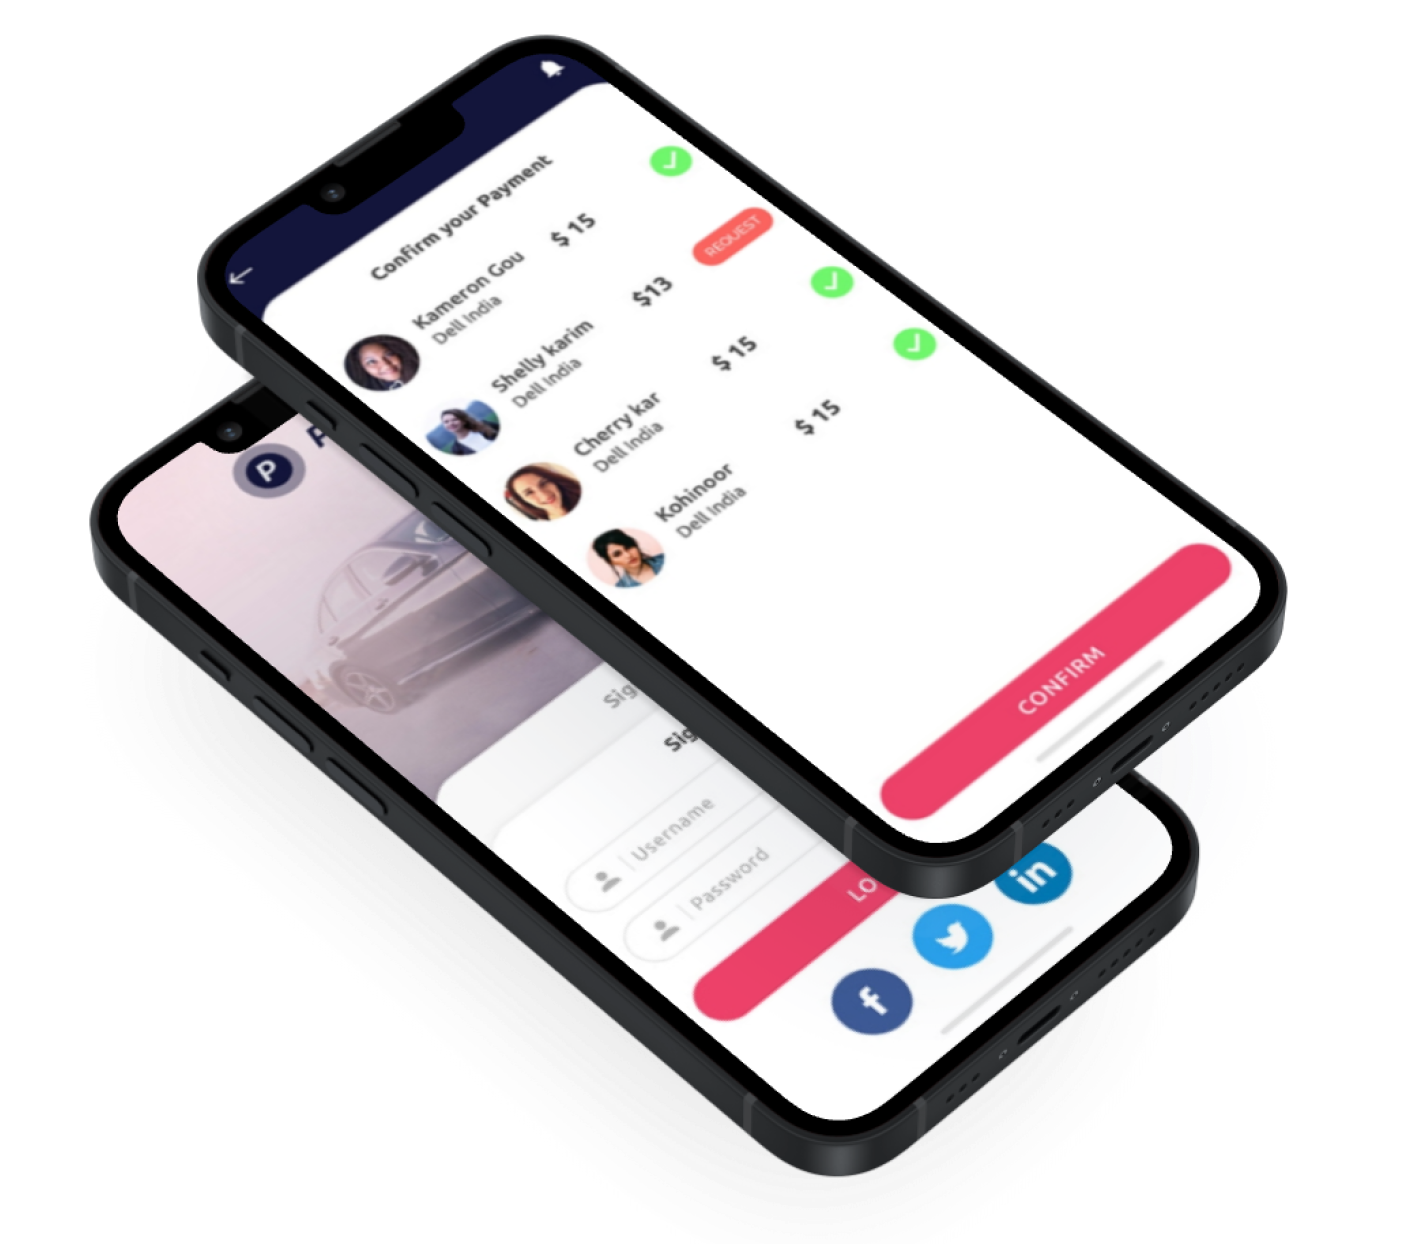 Confirm your Payment
Kameron Gou
Dell India
$ 15
Shelly karim
Dell India
$13
REQUEST
Cherry kar
Dell India
$ 15
Kohinoor
Dell India
$ 15
CONFIRM
P
P
Sig
Sig
Username
Password
LO
f
in